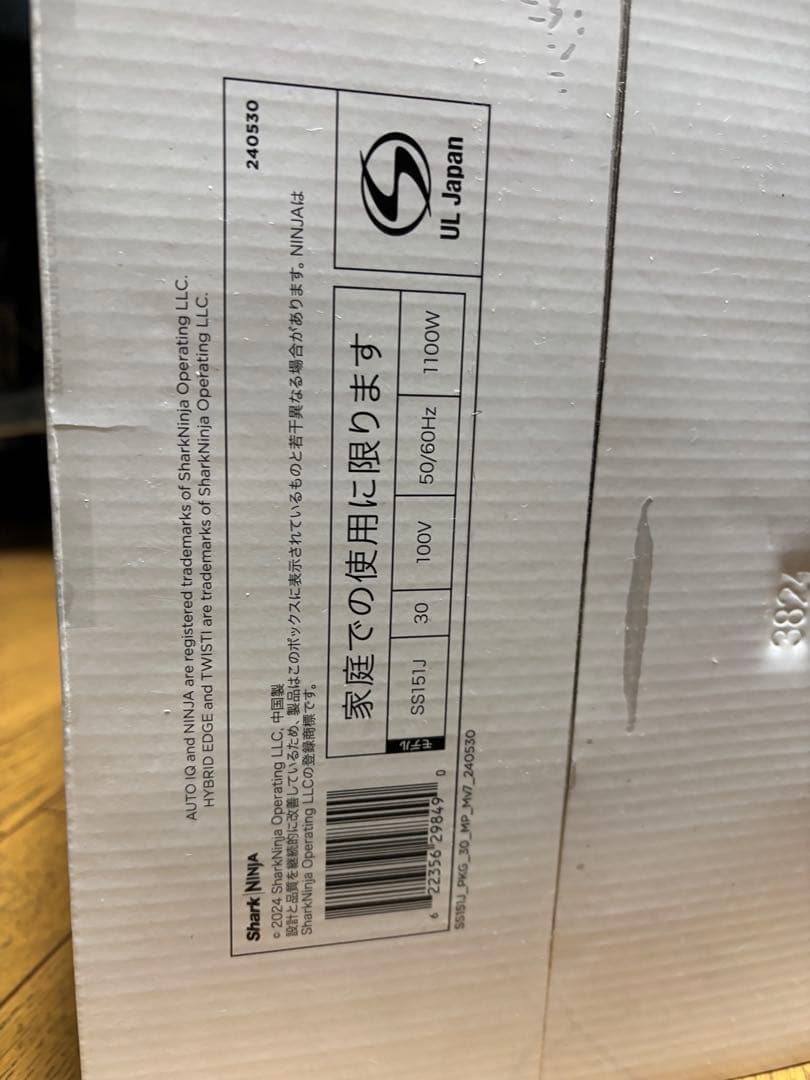 AUTO IQ and NINJA are registered trademarks of SharkNinja Operating LLC.
HYBRID EDGE and TWISTI are trademarks of SharkNinja Operating LLC.
Shark NINJA
240530
© 2024 SharkNinja Operating LLC, 中国製
設計と品質を継続的に改善しているため、製品はこのボックスに表示されているものと若干異なる場合があります。NINJAは
SharkNinja Operating LLCの登録商標です。
6 22356 29849 0
家庭での使用に限ります
モデル SS151J 30 100V 50/60Hz 1100W
UL Japan
SS151J_PKG_30_MP_Mv7_240530
3824